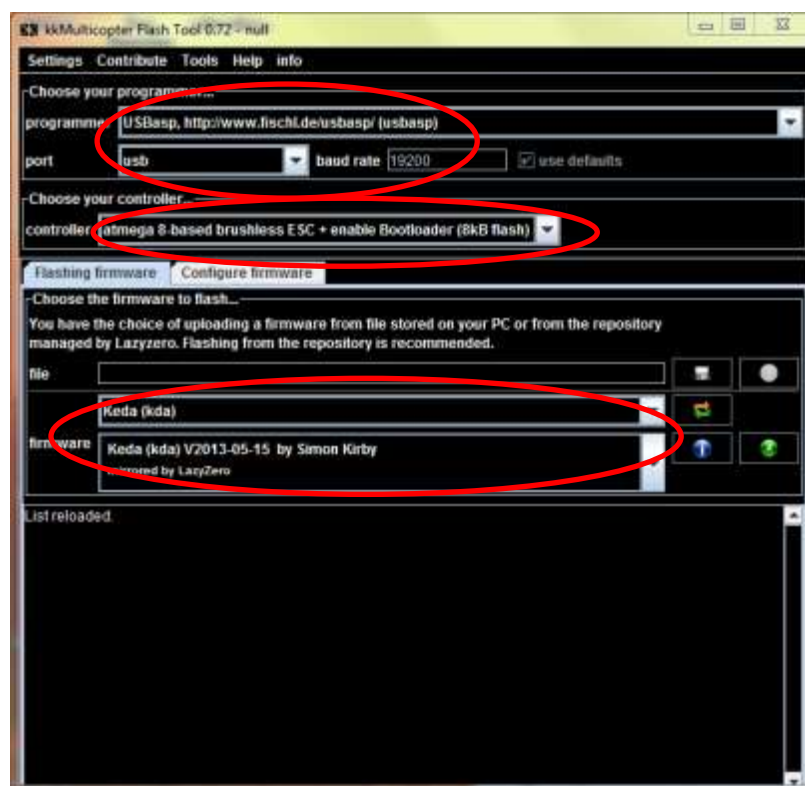 kkMulticopter Flash Tool 0.72 - null
Settings Contribute Tools Help info
Choose your programmer...
programmer USBasp, http://www.fischl.de/usbasp/ (usbasp)
port usb baud rate 19200 use defaults
Choose your controller...
controller atmega 8-based brushless ESC + enable Bootloader (8kB flash)
Flashing firmware Configure firmware
Choose the firmware to flash...
You have the choice of uploading a firmware from file stored on your PC or from the repository
managed by Lazyzero. Flashing from the repository is recommended.
file
Keda (kda)
firmware Keda (kda) V2013-05-15 by Simon Kirby
mirrored by LazyZero
List reloaded.